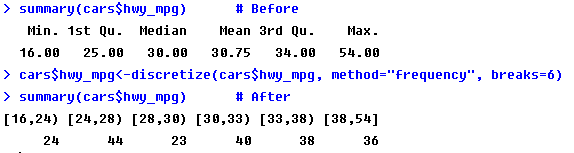 > summary(cars$hwy_mpg)       # Before
   Min. 1st Qu.  Median    Mean 3rd Qu.    Max.
  16.00   25.00   30.00   30.75   34.00   54.00
> cars$hwy_mpg<-discretize(cars$hwy_mpg, method="frequency", breaks=6)
> summary(cars$hwy_mpg)       # After
[16,24) [24,28) [28,30) [30,33) [33,38) [38,54]
     24      44      23      40      38      36